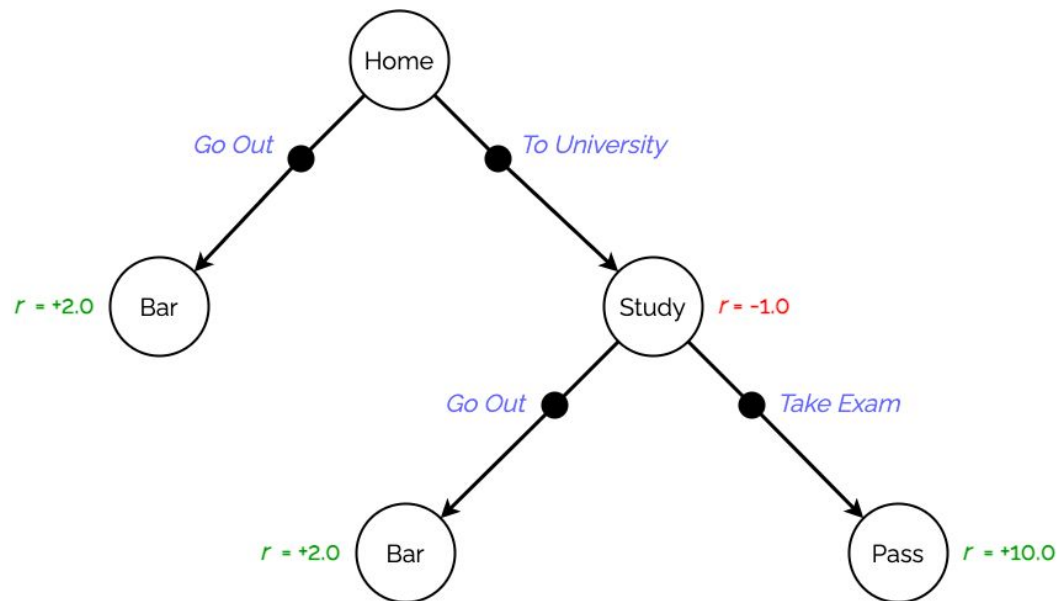 Home
Go Out
To University
r = +2.0
Bar
Study
r = -1.0
Go Out
Take Exam
r = +2.0
Bar
Pass
r = +10.0